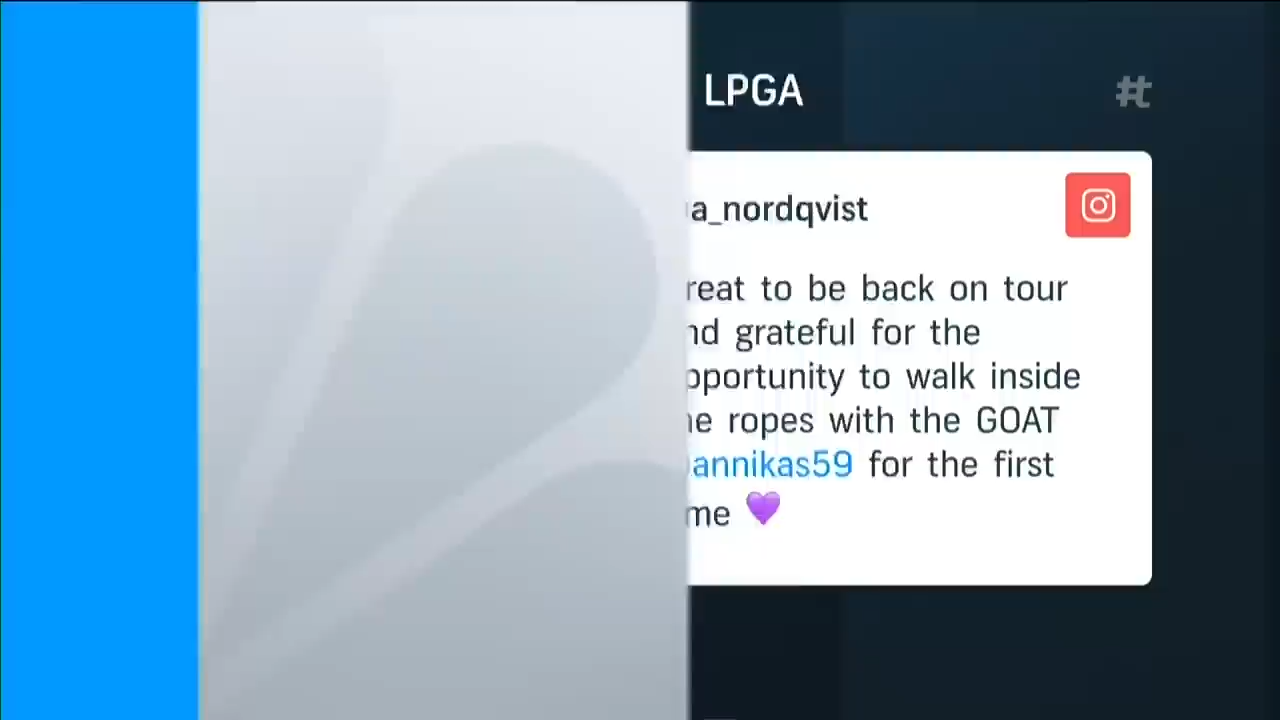 LPGA
a_nordqvist
reat to be back on tour
nd grateful for the
pportunity to walk inside
he ropes with the GOAT
annikas59 for the first
me 💜